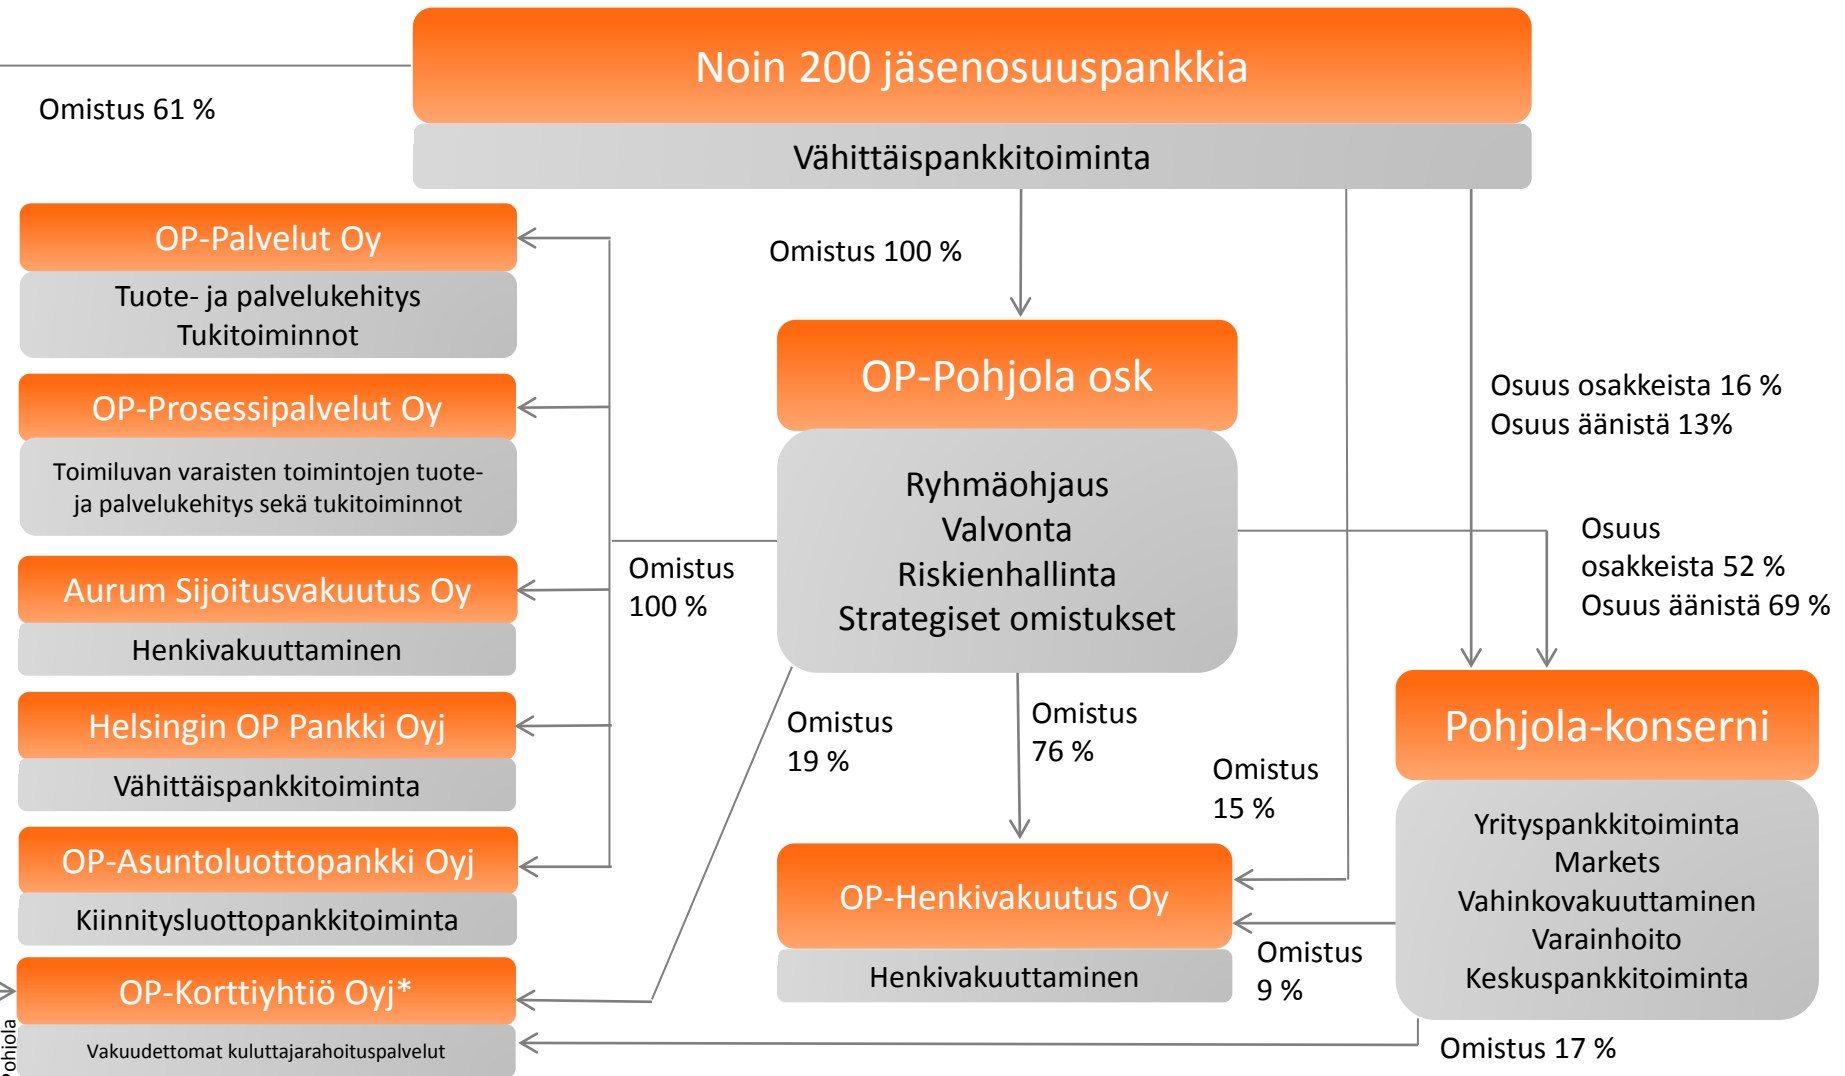 Noin 200 jäsenosuuspankkia
Omistus 61 %
Vähittäispankkitoiminta
OP-Palvelut Oy
Tuote- ja palvelukehitys
Tukitoiminnot
Omistus 100 %
OP-Prosessipalvelut Oy
Toimiluvan varaisten toimintojen tuote-
ja palvelukehitys sekä tukitoiminnot
OP-Pohjola osk
Ryhmäohjaus
Valvonta
Riskienhallinta
Strategiset omistukset
Osuus osakkeista 16 %
Osuus äänistä 13%
Osuus
osakkeista 52 %
Osuus äänistä 69 %
Aurum Sijoitusvakuutus Oy
Henkivakuuttaminen
Omistus
100 %
Helsingin OP Pankki Oyj
Vähittäispankkitoiminta
Omistus
19 %
Omistus
76 %
Omistus
15 %
Pohjola-konserni
Yrityspankkitoiminta
Markets
Vahinkovakuuttaminen
Varainhoito
Keskuspankkitoiminta
OP-Asuntoluottopankki Oyj
Kiinnitysluottopankkitoiminta
OP-Henkivakuutus Oy
Henkivakuuttaminen
Omistus
9 %
OP-Korttiyhtiö Oyj*
Vakuudettomat kuluttajarahoituspalvelut
Omistus 17 %
Pohjola